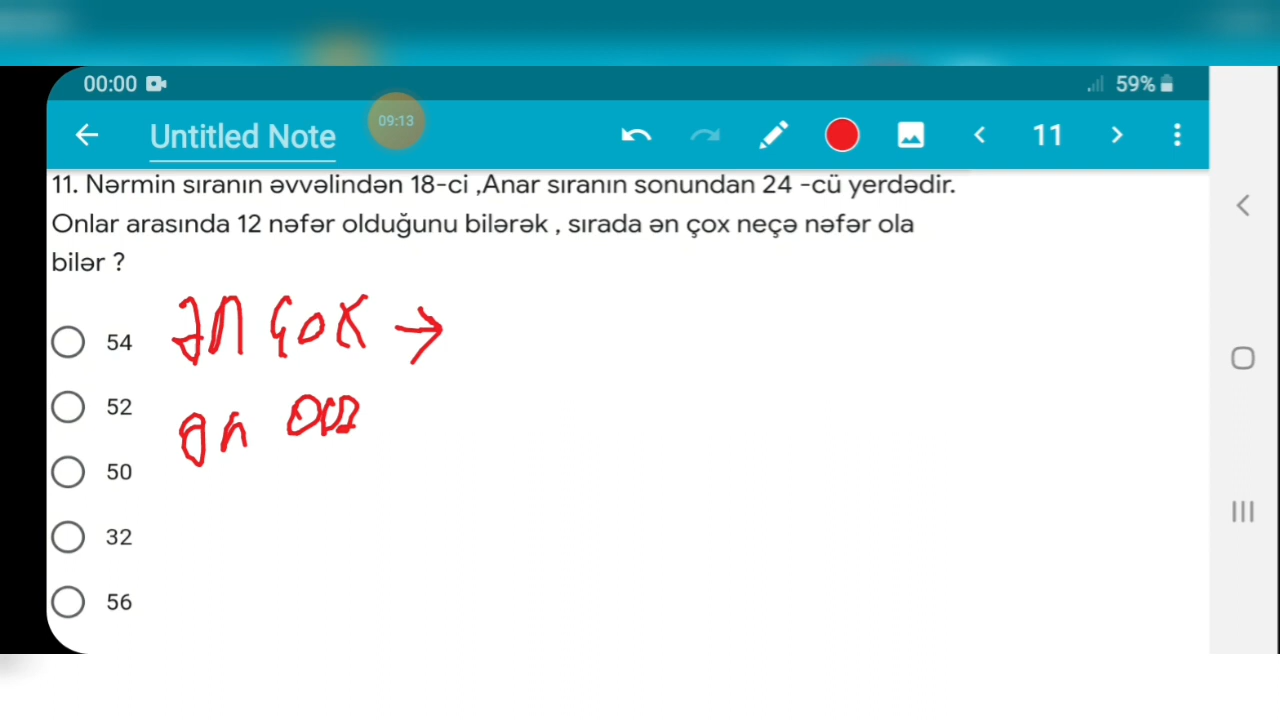 00:00 59%
09:13
Untitled Note 11
11. Nərmin sıranın əvvəlindən 18-ci ,Anar sıranın sonundan 24 -cü yerdədir.
Onlar arasında 12 nəfər olduğunu bilərək , sırada ən çox neçə nəfər ola
bilər ?
54 ən çox →
52 ən
50
32
56